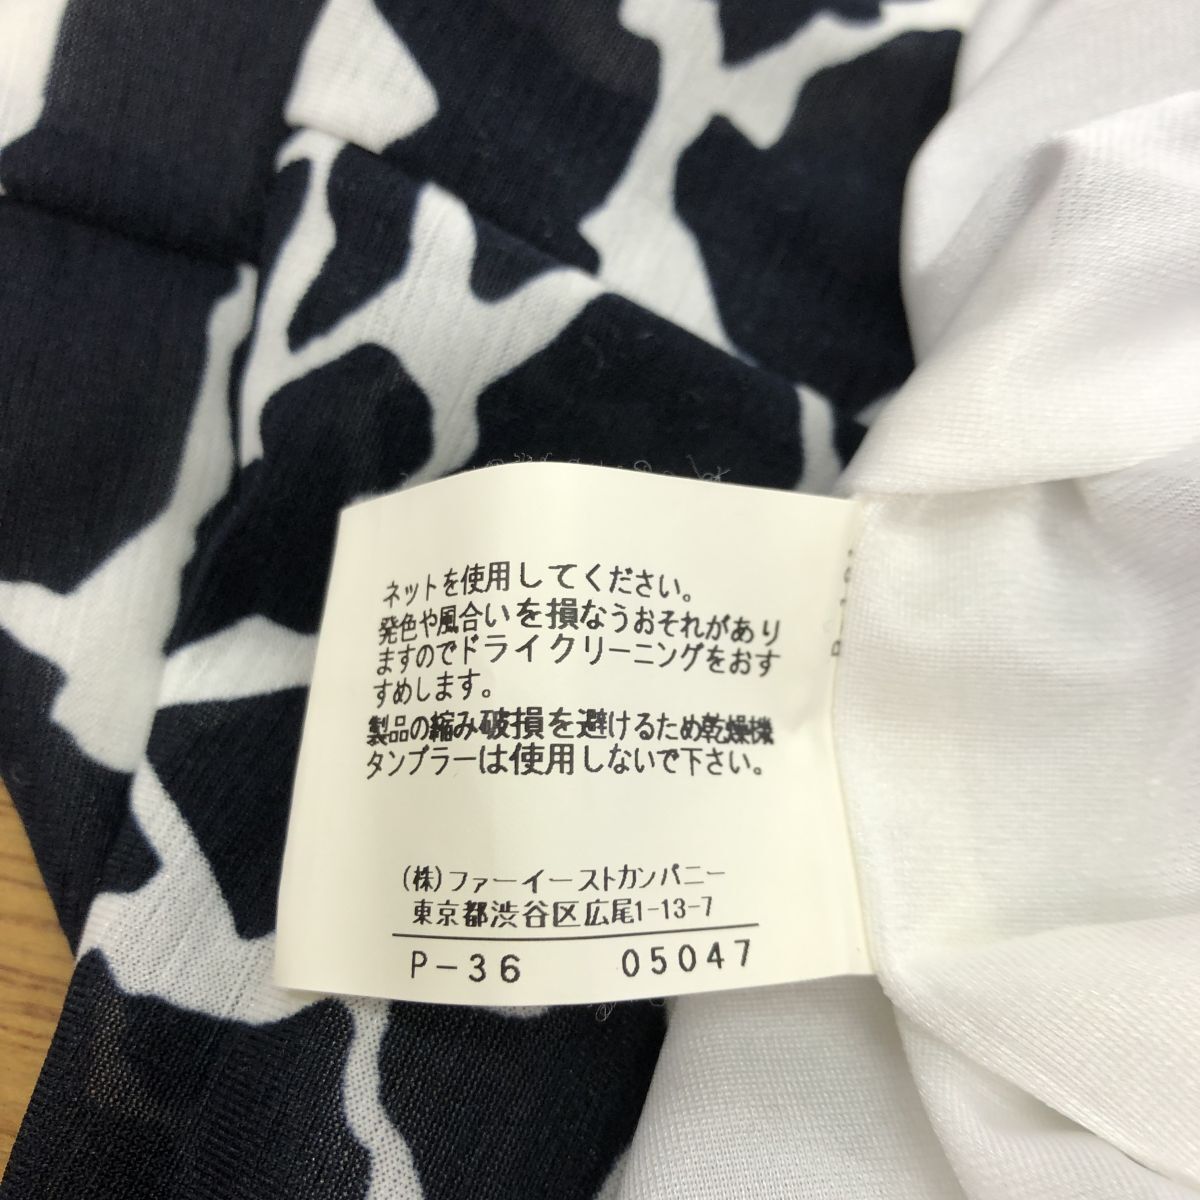 ネットを使用してください。
発色や風合いを損なうおそれがあり
ますのでドライクリーニングをおす
すめします。
製品の縮み破損を避けるため乾燥機
タンブラーは使用しないで下さい。
(株)ファーイーストカンパニー
東京都渋谷区広尾1-13-7
P-36 05047